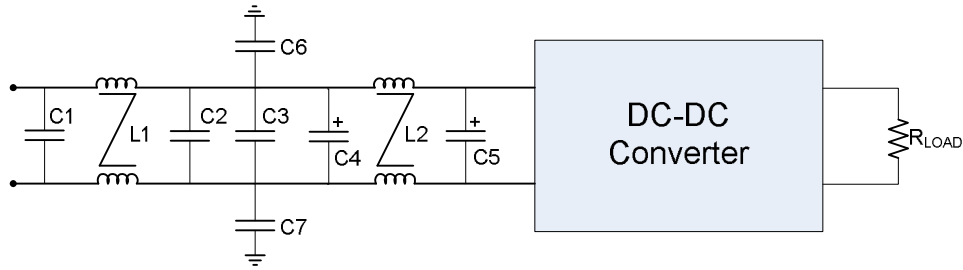 C6
C1
L1
C2
C3
+
C4
L2
+
C5
DC-DC
Converter
RLOAD
C7